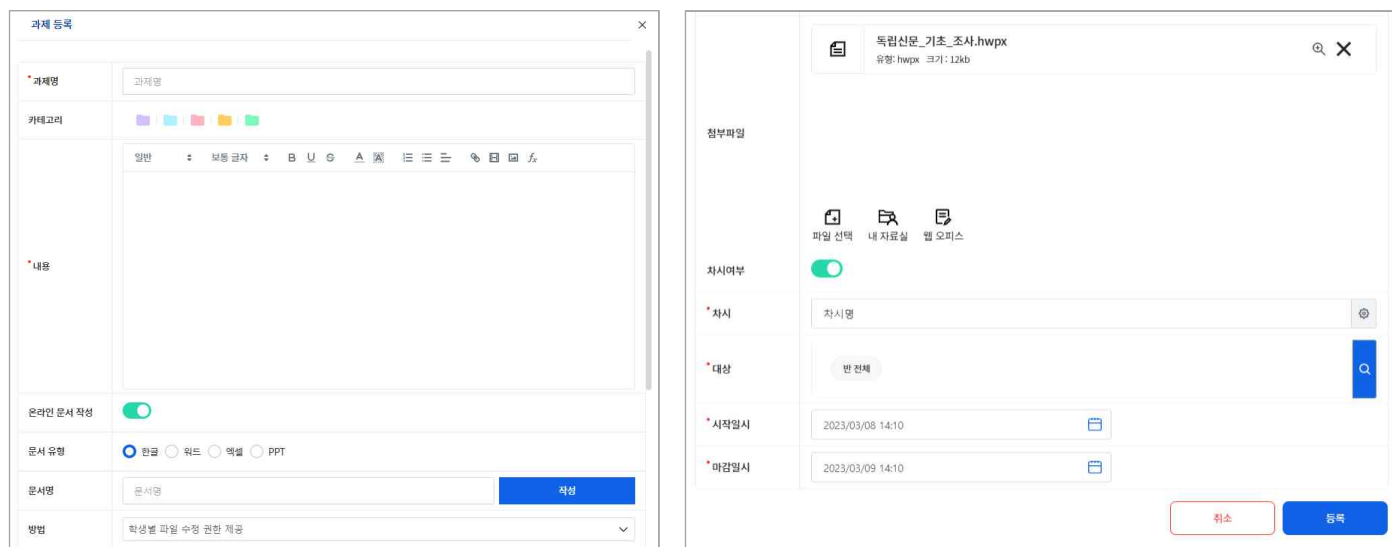 과제 등록
*과제명
과제명
카테고리
일반 보통 글자 B U S A A fx
*내용
온라인 문서 작성
문서 유형
한글 워드 엑셀 PPT
문서명
문서명 작성
방법
학생별 파일 수정 권한 제공
독립신문_기초_조사.hwpx
유형: hwpx 크기 : 12kb
첨부파일
파일 선택 내 자료실 웹 오피스
차시여부
*차시
차시명
*대상
반 전체
*시작일시
2023/03/08 14:10
*마감일시
2023/03/09 14:10
취소 등록